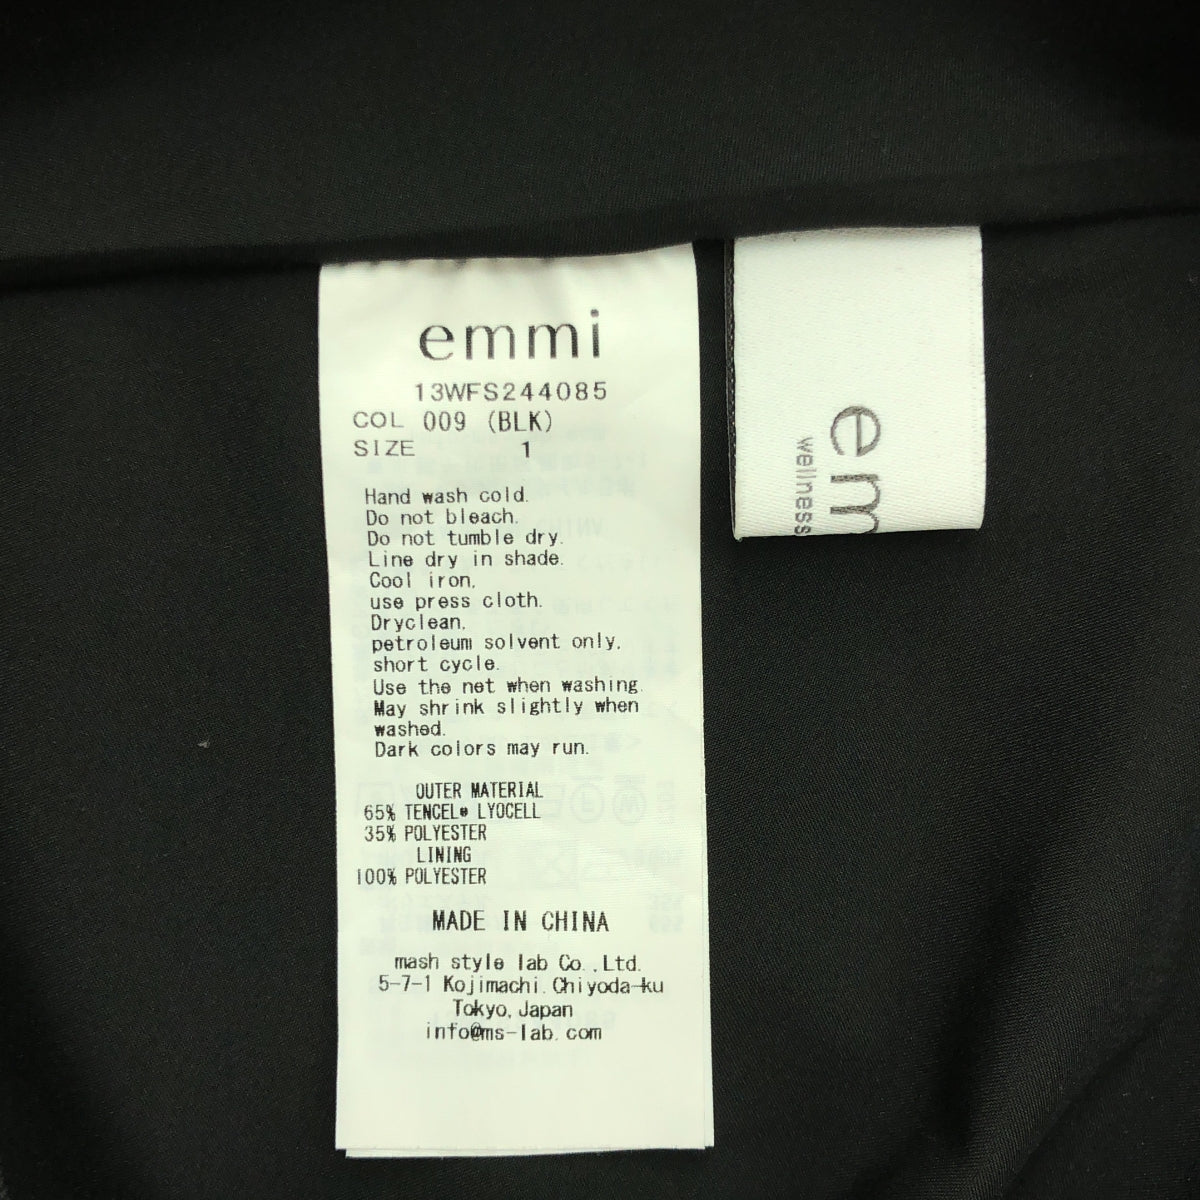 emmi
13WFS244085
COL 009 (BLK)
SIZE 1
Hand wash cold.
Do not bleach.
Do not tumble dry.
Line dry in shade.
Cool iron,
use press cloth.
Dryclean,
petroleum solvent only,
short cycle.
Use the net when washing.
May shrink slightly when
washed.
Dark colors may run.
OUTER MATERIAL
65% TENCEL® LYOCELL
35% POLYESTER
LINING
100% POLYESTER
MADE IN CHINA
mash style lab Co.,Ltd.
5-7-1 Kojimachi.Chiyoda-ku
Tokyo,Japan
info@ms-lab.com
em
wellness